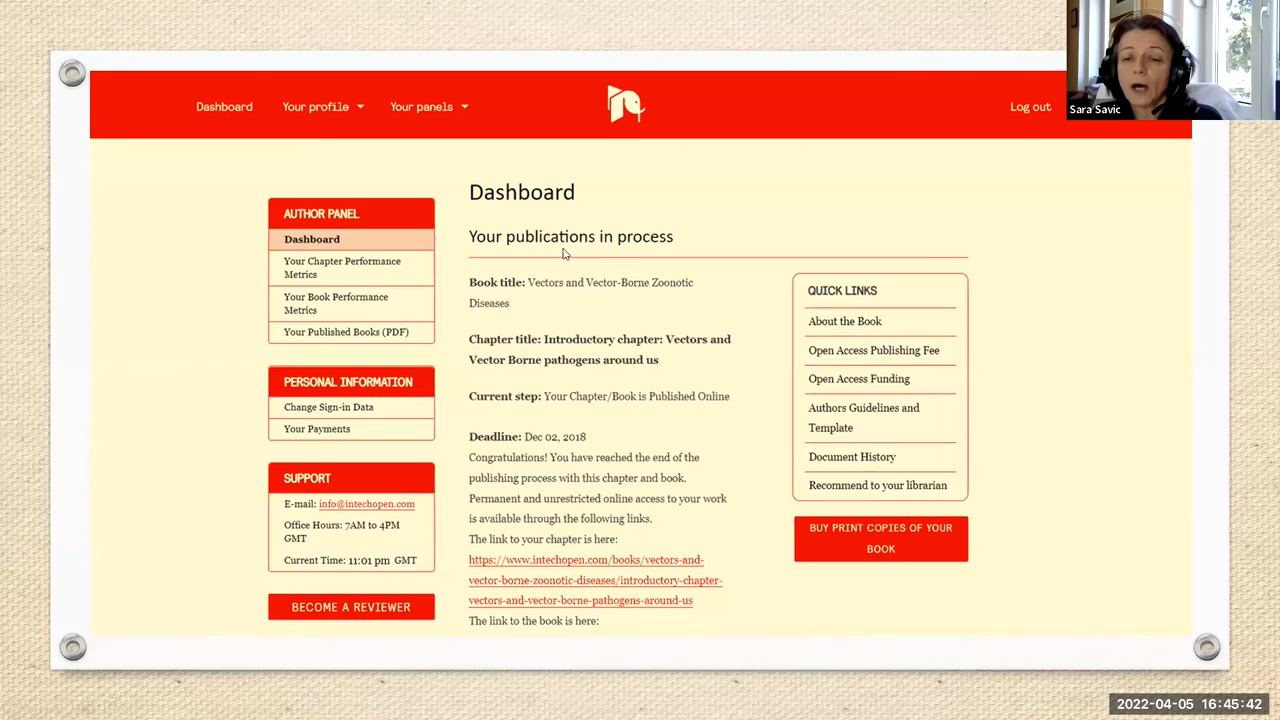 Dashboard
Your profile
Your panels
Log out
Sara Savic
AUTHOR PANEL
Dashboard
Your Chapter Performance
Metrics
Your Book Performance
Metrics
Your Published Books (PDF)
PERSONAL INFORMATION
Change Sign-in Data
Your Payments
SUPPORT
E-mail: info@intechopen.com
Office Hours: 7AM to 4PM
GMT
Current Time: 11:01 pm GMT
BECOME A REVIEWER
Dashboard
Your publications in process
Book title: Vectors and Vector-Borne Zoonotic
Diseases
Chapter title: Introductory chapter: Vectors and
Vector Borne pathogens around us
Current step: Your Chapter/Book is Published Online
Deadline: Dec 02, 2018
Congratulations! You have reached the end of the
publishing process with this chapter and book.
Permanent and unrestricted online access to your work
is available through the following links.
The link to your chapter is here:
https://www.intechopen.com/books/vectors-and-
vector-borne-zoonotic-diseases/introductory-chapter-
vectors-and-vector-borne-pathogens-around-us
The link to the book is here:
QUICK LINKS
About the Book
Open Access Publishing Fee
Open Access Funding
Authors Guidelines and
Template
Document History
Recommend to your librarian
BUY PRINT COPIES OF YOUR
BOOK
2022-04-05 16:45:42